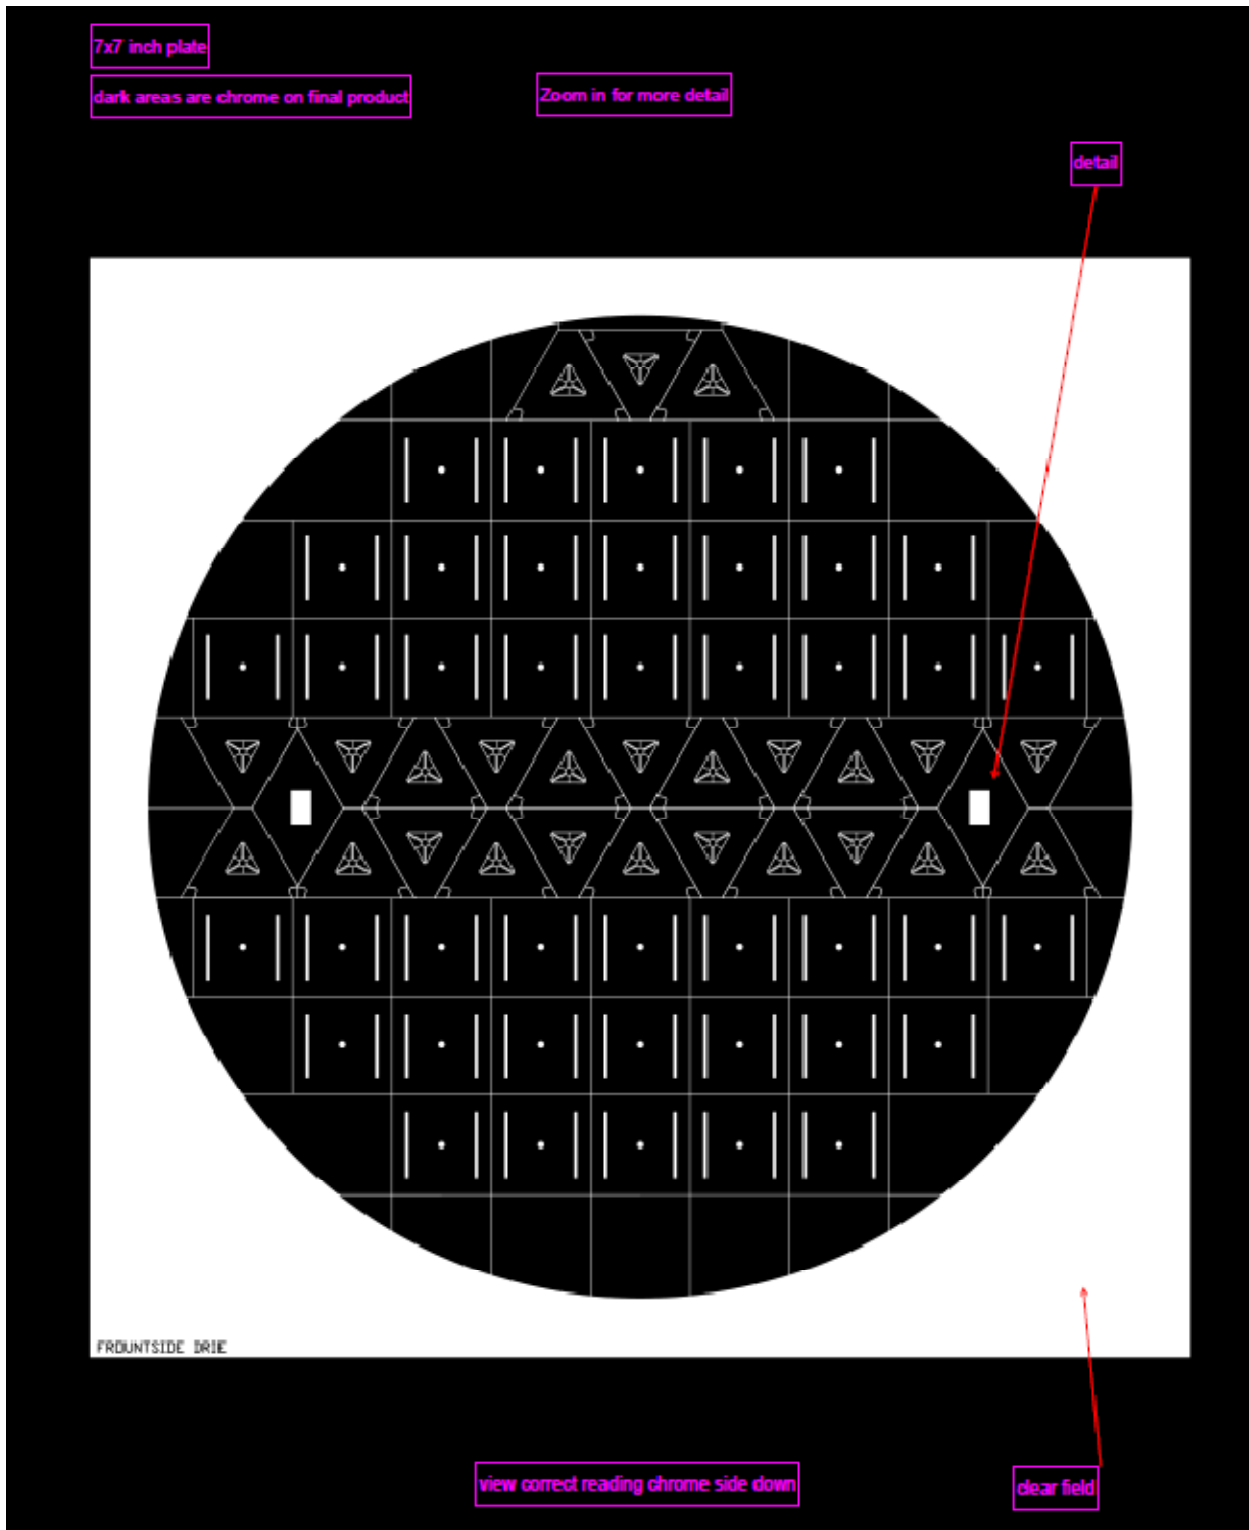 7x7 inch plate
dark areas are chrome on final product
Zoom in for more detail
detail
FROUNTSIDE DRIE
view correct reading chrome side down
clear field